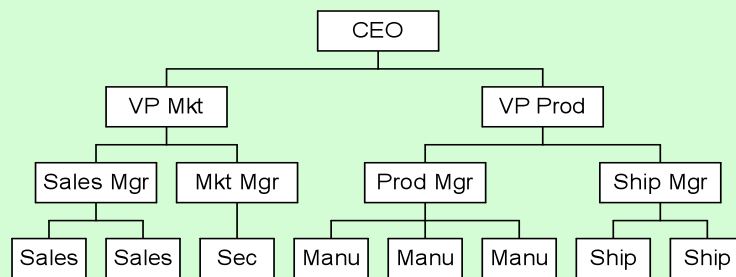 CEO
VP Mkt
VP Prod
Sales Mgr
Mkt Mgr
Prod Mgr
Ship Mgr
Sales
Sales
Sec
Manu
Manu
Manu
Ship
Ship